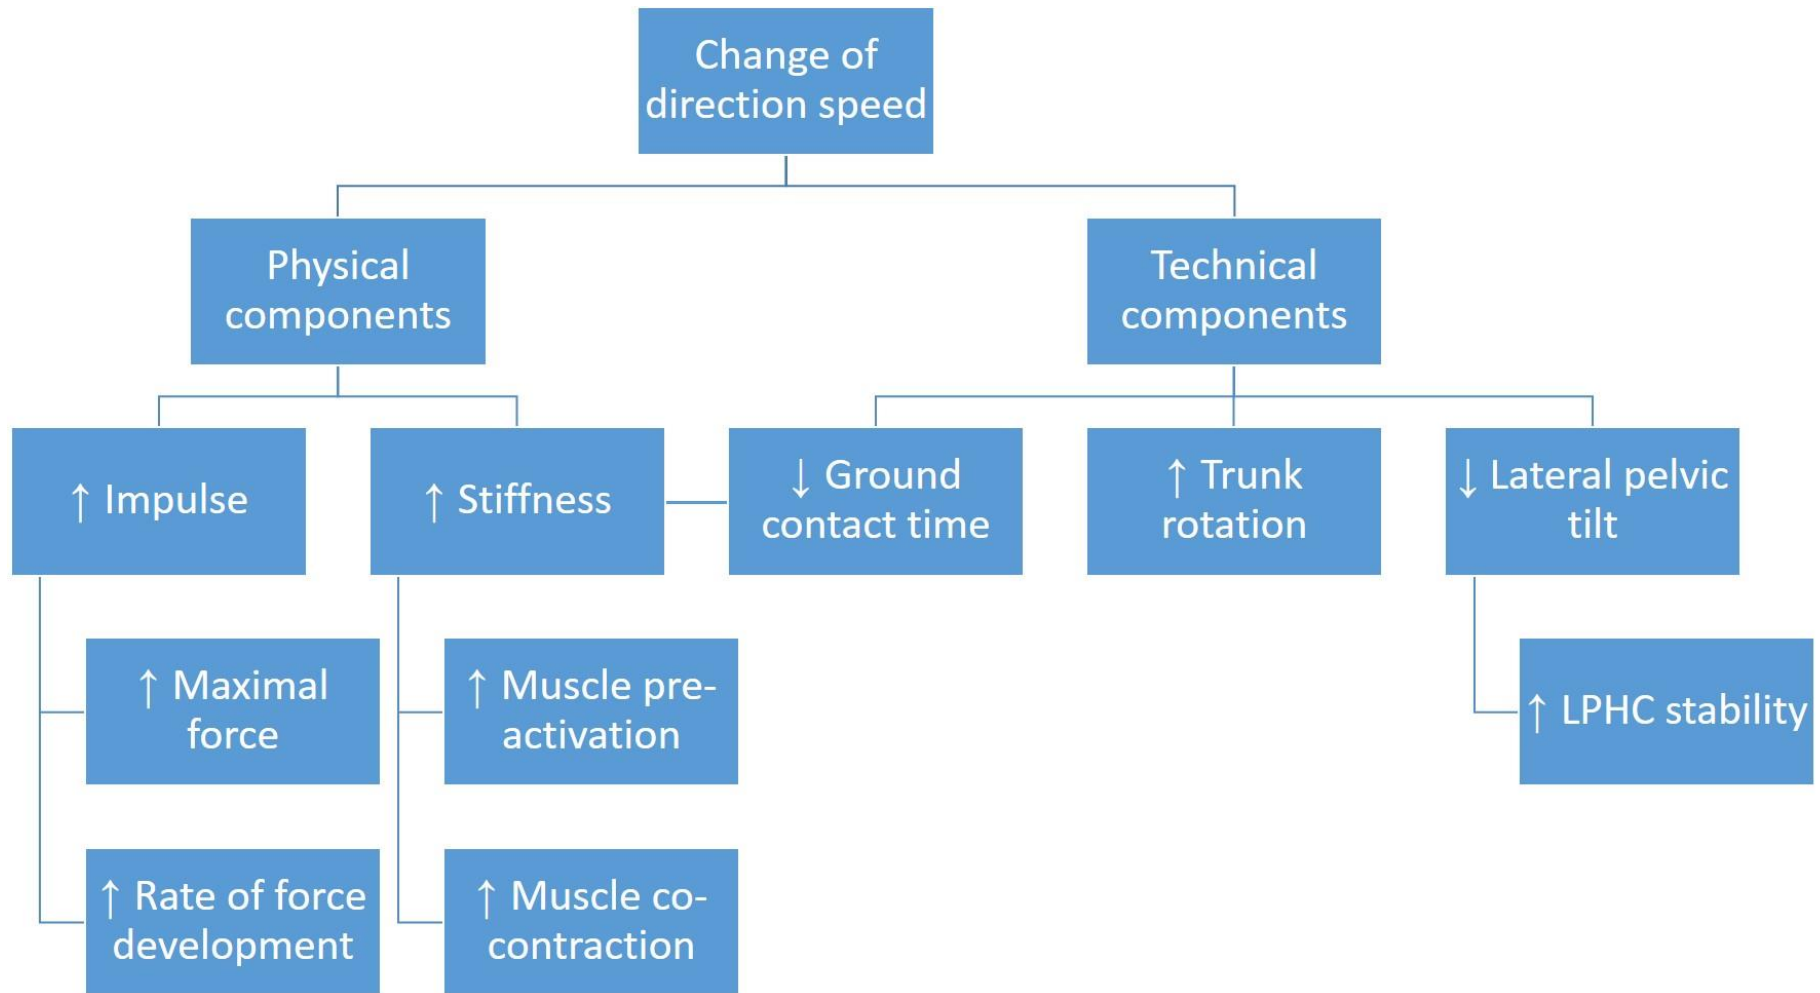 Change of
direction speed
Physical
components
Technical
components
↑ Impulse
↑ Stiffness
↓ Ground
contact time
↑ Trunk
rotation
↓ Lateral pelvic
tilt
↑ Maximal
force
↑ Muscle pre-
activation
↑ LPHC stability
↑ Rate of force
development
↑ Muscle co-
contraction